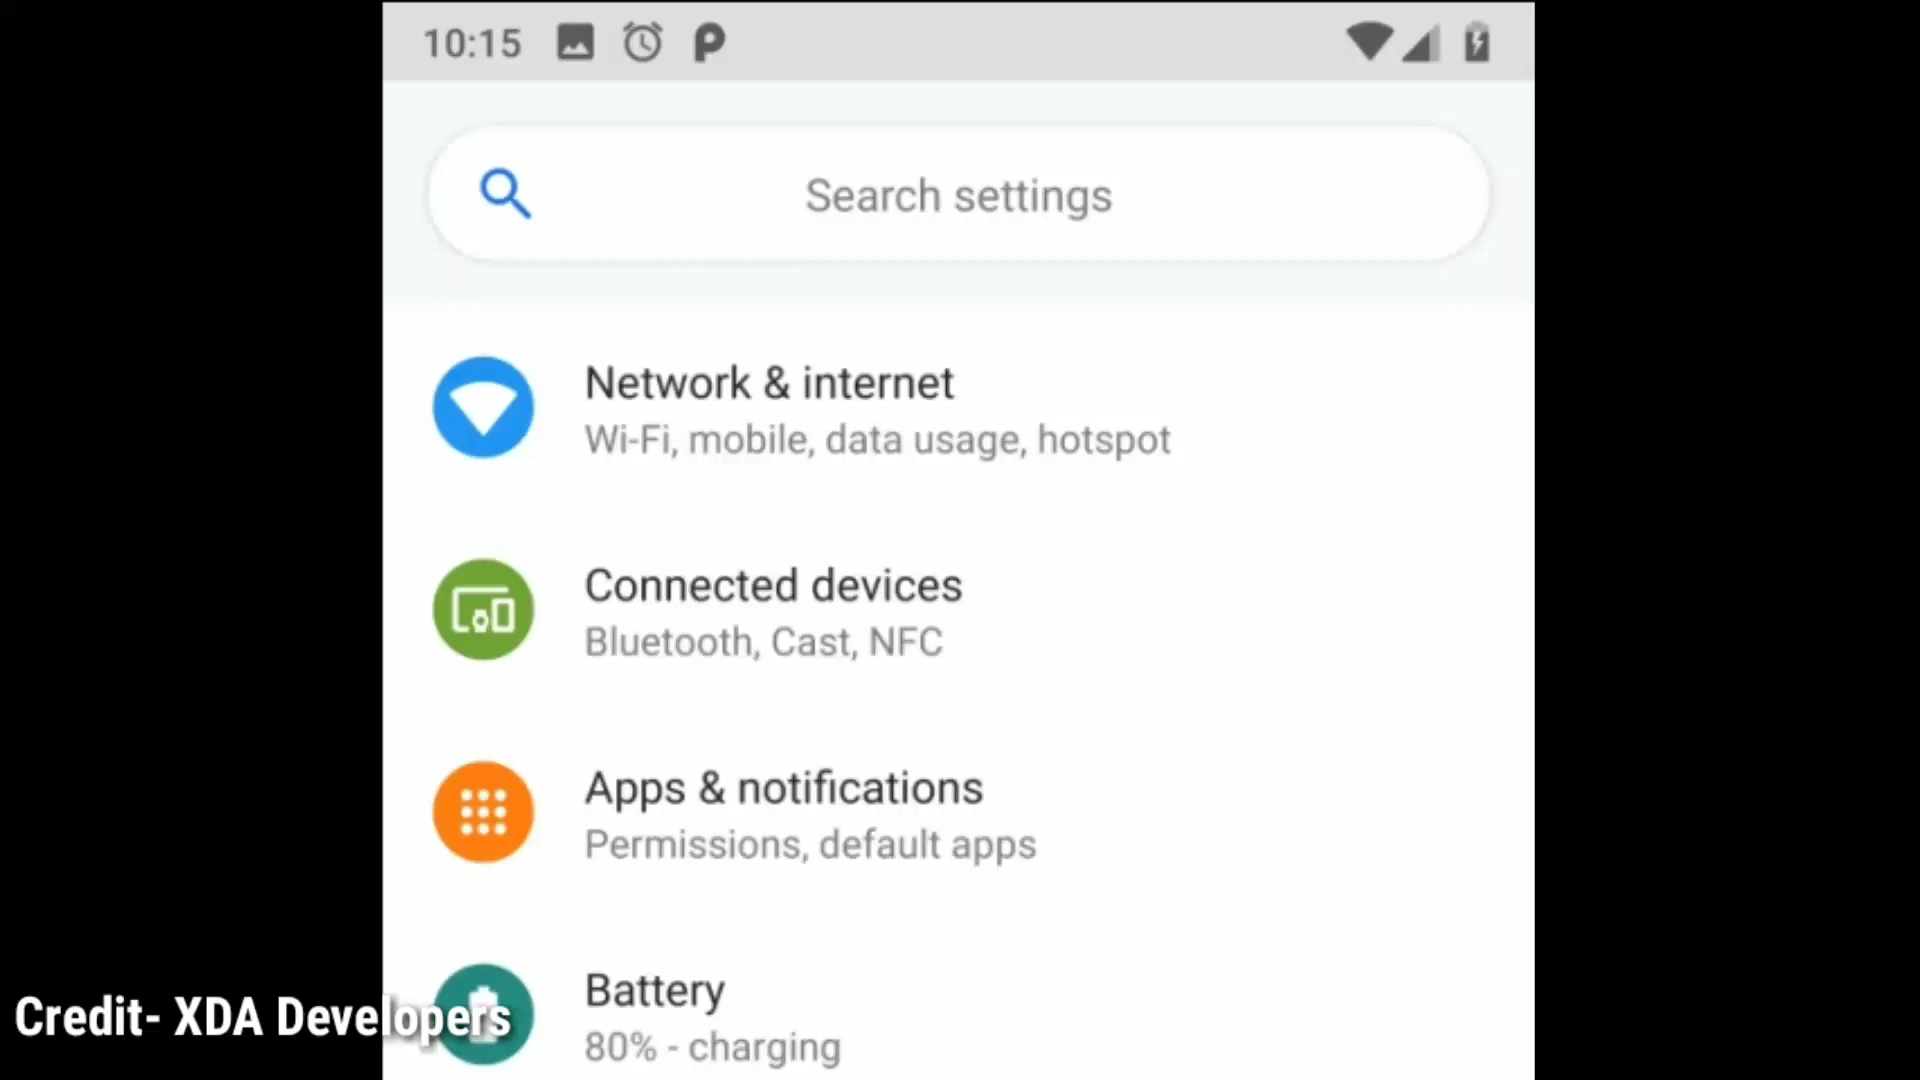 10:15
Search settings
Network & internet
Wi-Fi, mobile, data usage, hotspot
Connected devices
Bluetooth, Cast, NFC
Apps & notifications
Permissions, default apps
Battery
80% - charging
Credit- XDA Developers